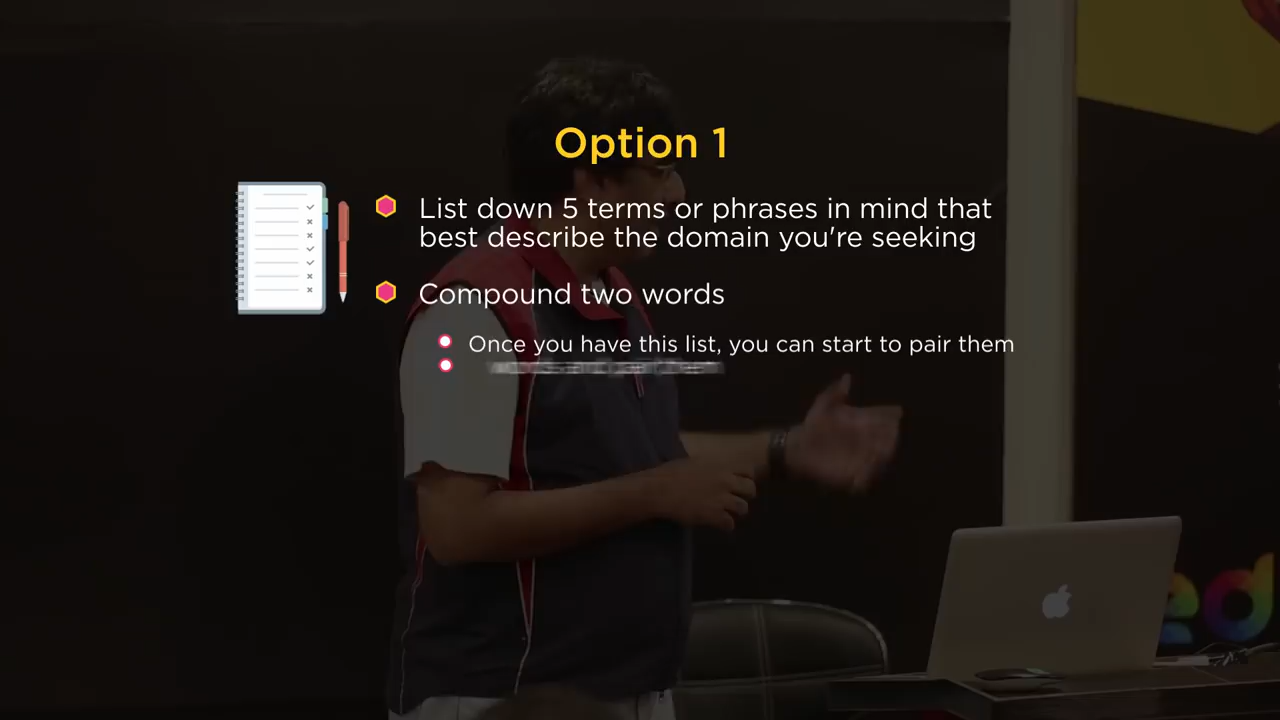 Option 1
List down 5 terms or phrases in mind that
best describe the domain you're seeking
Compound two words
Once you have this list, you can start to pair them
ed